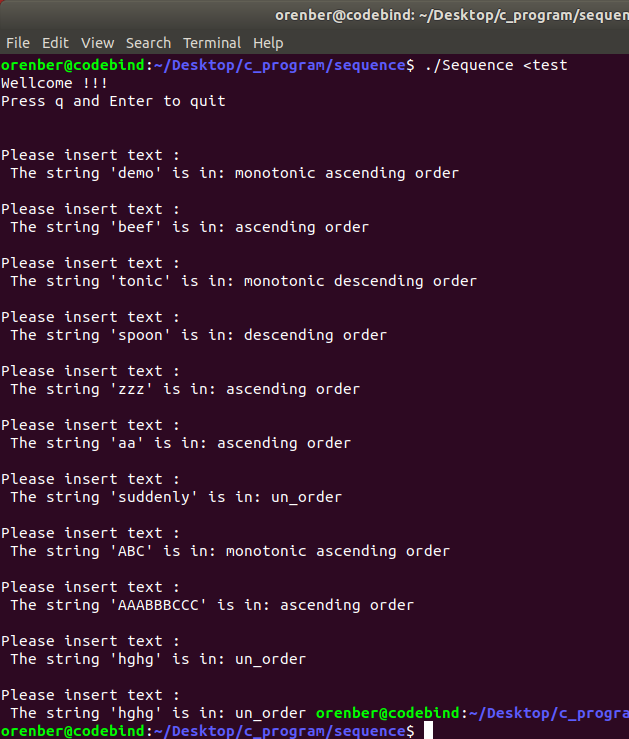 orenber@codebind: ~/Desktop/c_program/sequen
File Edit View Search Terminal Help
orenber@codebind:~/Desktop/c_program/sequence$ ./Sequence <test
Wellcome !!!
Press q and Enter to quit
Please insert text :
The string 'demo' is in: monotonic ascending order
Please insert text :
The string 'beef' is in: ascending order
Please insert text :
The string 'tonic' is in: monotonic descending order
Please insert text :
The string 'spoon' is in: descending order
Please insert text :
The string 'zzz' is in: ascending order
Please insert text :
The string 'aa' is in: ascending order
Please insert text :
The string 'suddenly' is in: un_order
Please insert text :
The string 'ABC' is in: monotonic ascending order
Please insert text :
The string 'AAABBBCCC' is in: ascending order
Please insert text :
The string 'hghg' is in: un_order
Please insert text :
The string 'hghg' is in: un_order orenber@codebind:~/Desktop/c_progra
orenber@codebind:~/Desktop/c_program/sequence$